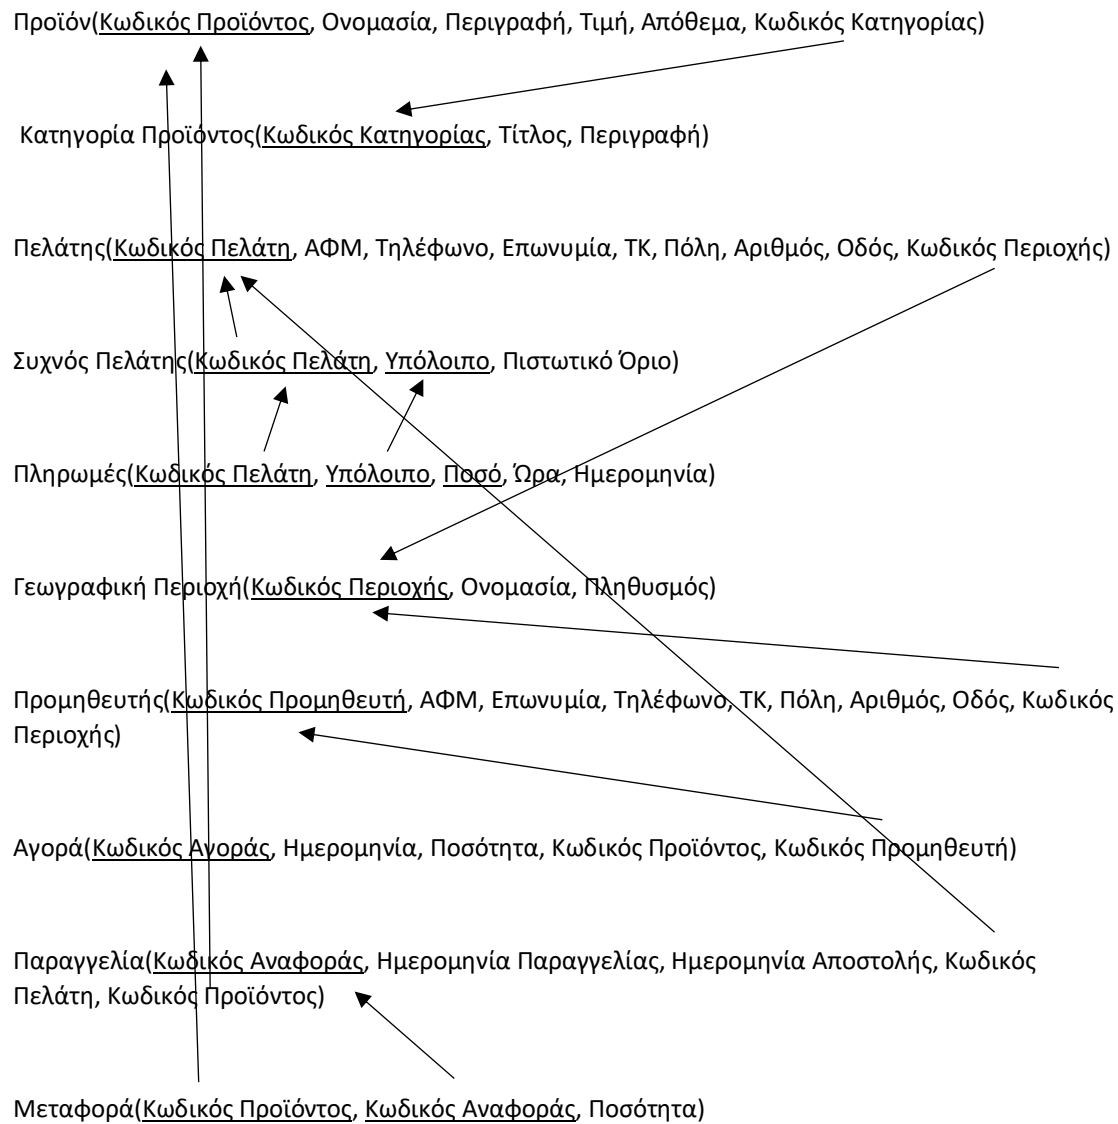 Προϊόν(Κωδικός Προϊόντος, Ονομασία, Περιγραφή, Τιμή, Απόθεμα, Κωδικός Κατηγορίας)
Κατηγορία Προϊόντος(Κωδικός Κατηγορίας, Τίτλος, Περιγραφή)
Πελάτης(Κωδικός Πελάτη, ΑΦΜ, Τηλέφωνο, Επωνυμία, ΤΚ, Πόλη, Αριθμός, Οδός, Κωδικός Περιοχής)
Συχνός Πελάτης(Κωδικός Πελάτη, Υπόλοιπο, Πιστωτικό Όριο)
Πληρωμές(Κωδικός Πελάτη, Υπόλοιπο, Ποσό, Ώρα, Ημερομηνία)
Γεωγραφική Περιοχή(Κωδικός Περιοχής, Ονομασία, Πληθυσμός)
Προμηθευτής(Κωδικός Προμηθευτή, ΑΦΜ, Επωνυμία, Τηλέφωνο, ΤΚ, Πόλη, Αριθμός, Οδός, Κωδικός
Περιοχής)
Αγορά(Κωδικός Αγοράς, Ημερομηνία, Ποσότητα, Κωδικός Προϊόντος, Κωδικός Προμηθευτή)
Παραγγελία(Κωδικός Αναφοράς, Ημερομηνία Παραγγελίας, Ημερομηνία Αποστολής, Κωδικός
Πελάτη, Κωδικός Προϊόντος)
Μεταφορά(Κωδικός Προϊόντος, Κωδικός Αναφοράς, Ποσότητα)